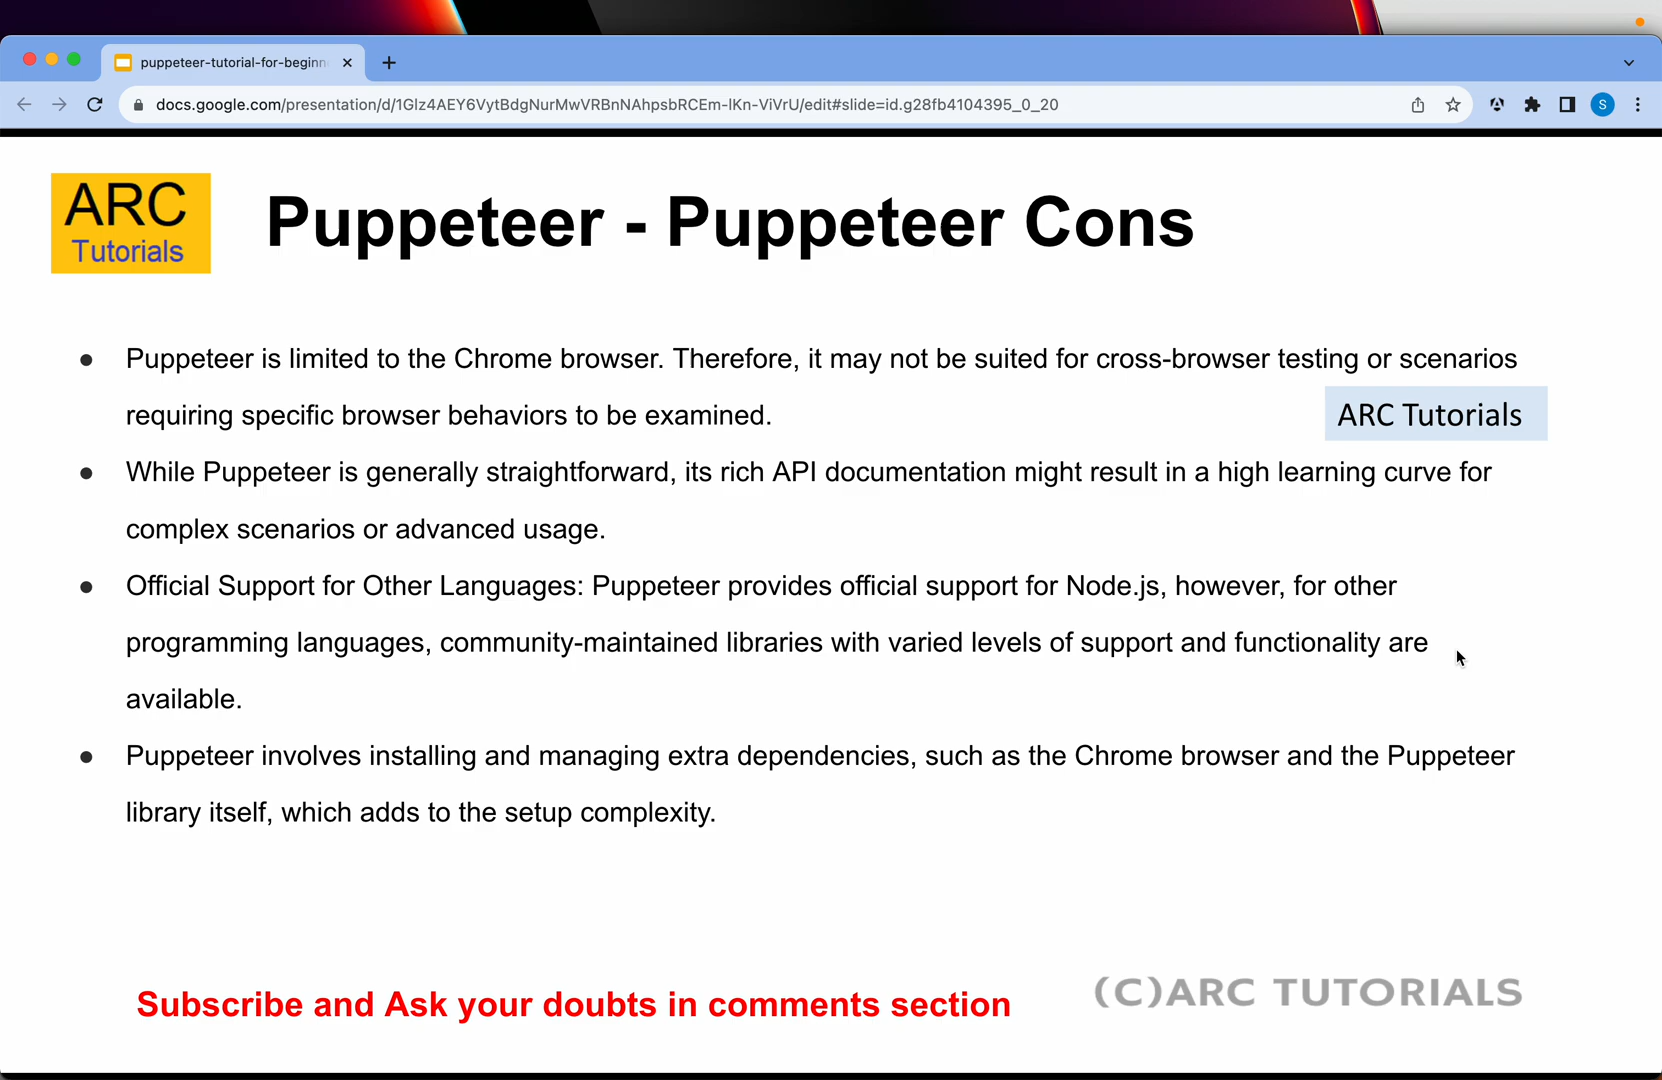 puppeteer-tutorial-for-beginn
docs.google.com/presentation/d/1Glz4AEY6VytBdgNurMwVRBnNAhpsbRCEm-lKn-ViVrU/edit#slide=id.g28fb4104395_0_20
S
ARC
Tutorials
Puppeteer - Puppeteer Cons
● Puppeteer is limited to the Chrome browser. Therefore, it may not be suited for cross-browser testing or scenarios
requiring specific browser behaviors to be examined.
ARC Tutorials
● While Puppeteer is generally straightforward, its rich API documentation might result in a high learning curve for
complex scenarios or advanced usage.
● Official Support for Other Languages: Puppeteer provides official support for Node.js, however, for other
programming languages, community-maintained libraries with varied levels of support and functionality are
available.
● Puppeteer involves installing and managing extra dependencies, such as the Chrome browser and the Puppeteer
library itself, which adds to the setup complexity.
Subscribe and Ask your doubts in comments section
(C)ARC TUTORIALS